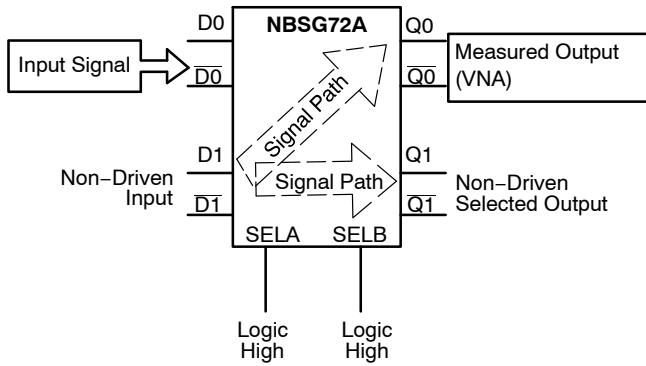 NBSG72A
D0
D0
Input Signal
Q0
Q0
Measured Output
(VNA)
Signal Path
D1
D1
Non−Driven
Input
Signal Path
Q1
Q1
Non−Driven
Selected Output
SELA
SELB
Logic
High
Logic
High